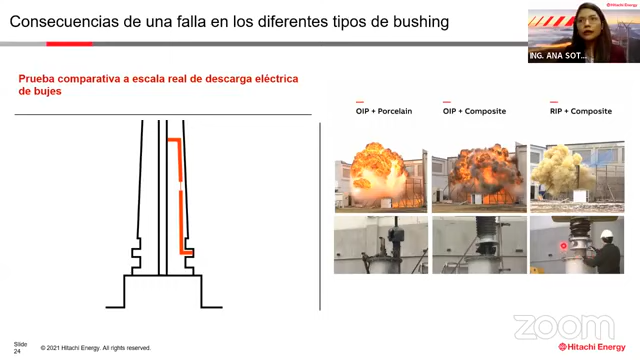 Consecuencias de una falla en los diferentes tipos de bushing
Hitachi Energy
ING. ANA SOT...
Prueba comparativa a escala real de descarga eléctrica
de bujes
OIP + Porcelain
OIP + Composite
RIP + Composite
zoom
Slide
24
© 2021 Hitachi Energy. All rights reserved.
Hitachi Energy